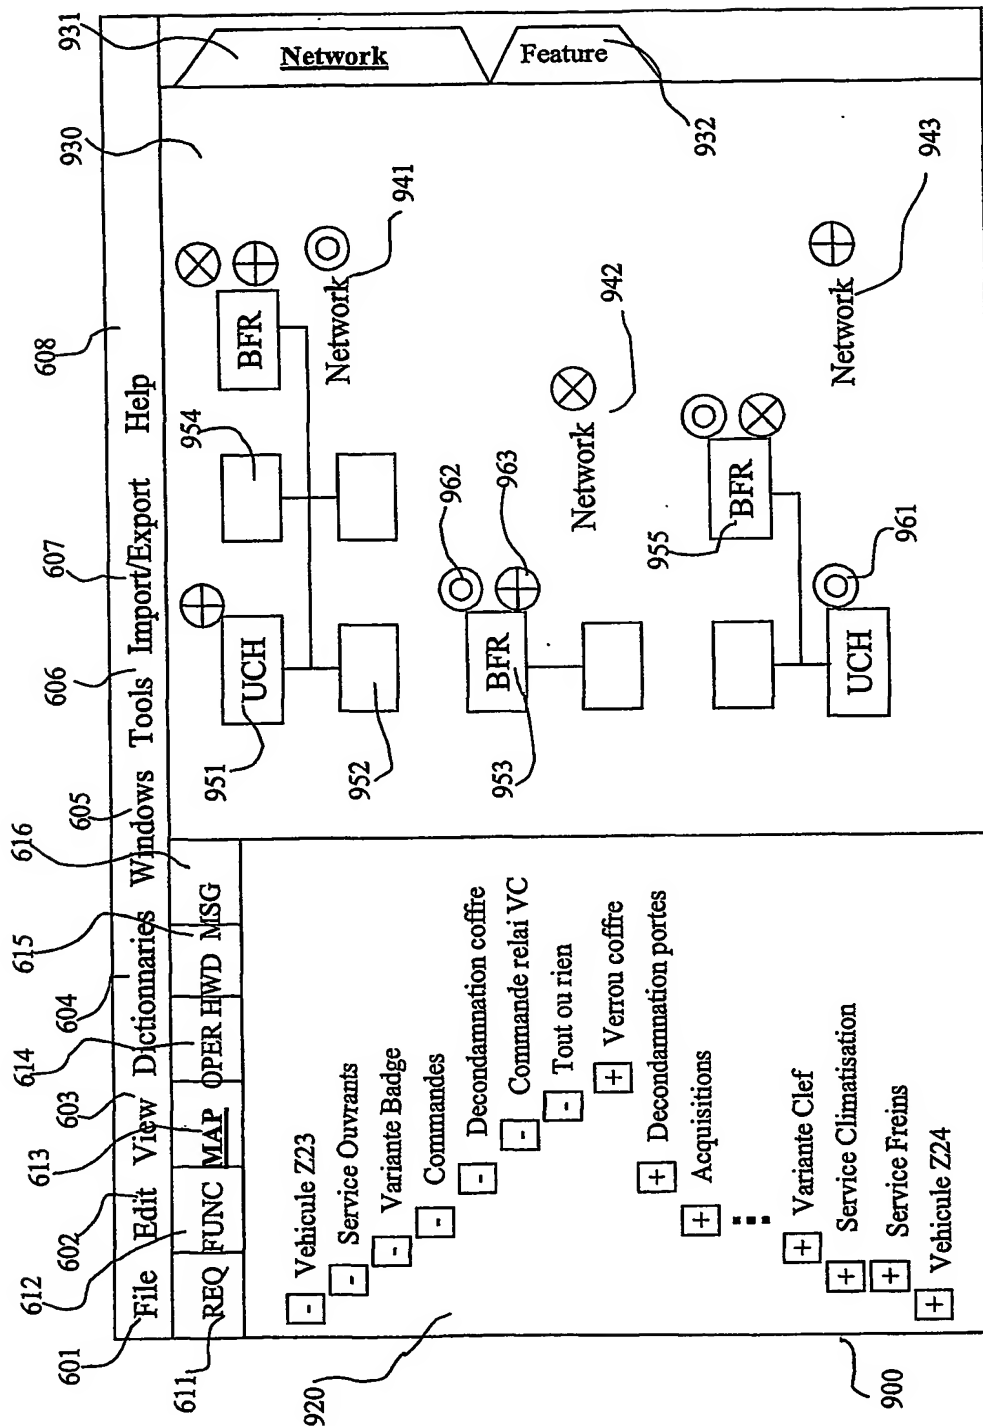 601
602
612
613
603
614
604
615
616
605
606
607
608
930
931
File Edit View Dictionnaries Windows Tools Import/Export Help
REQ FUNC MAP OPER HWD MSG
611
920
900
Vehicule Z23
Service Ouvrants
Variante Badge
Commandes
Decondamnation coffre
Commande relai VC
Tout ou rien
Verrou coffre
Decondamnation portes
Acquisitions
Variante Clef
Service Climatisation
Service Freins
Vehicule Z24
951
UCH
954
BFR
952
Network
941
Network
962
963
BFR
953
Network
942
Feature
932
955
BFR
UCH
961
Network
943